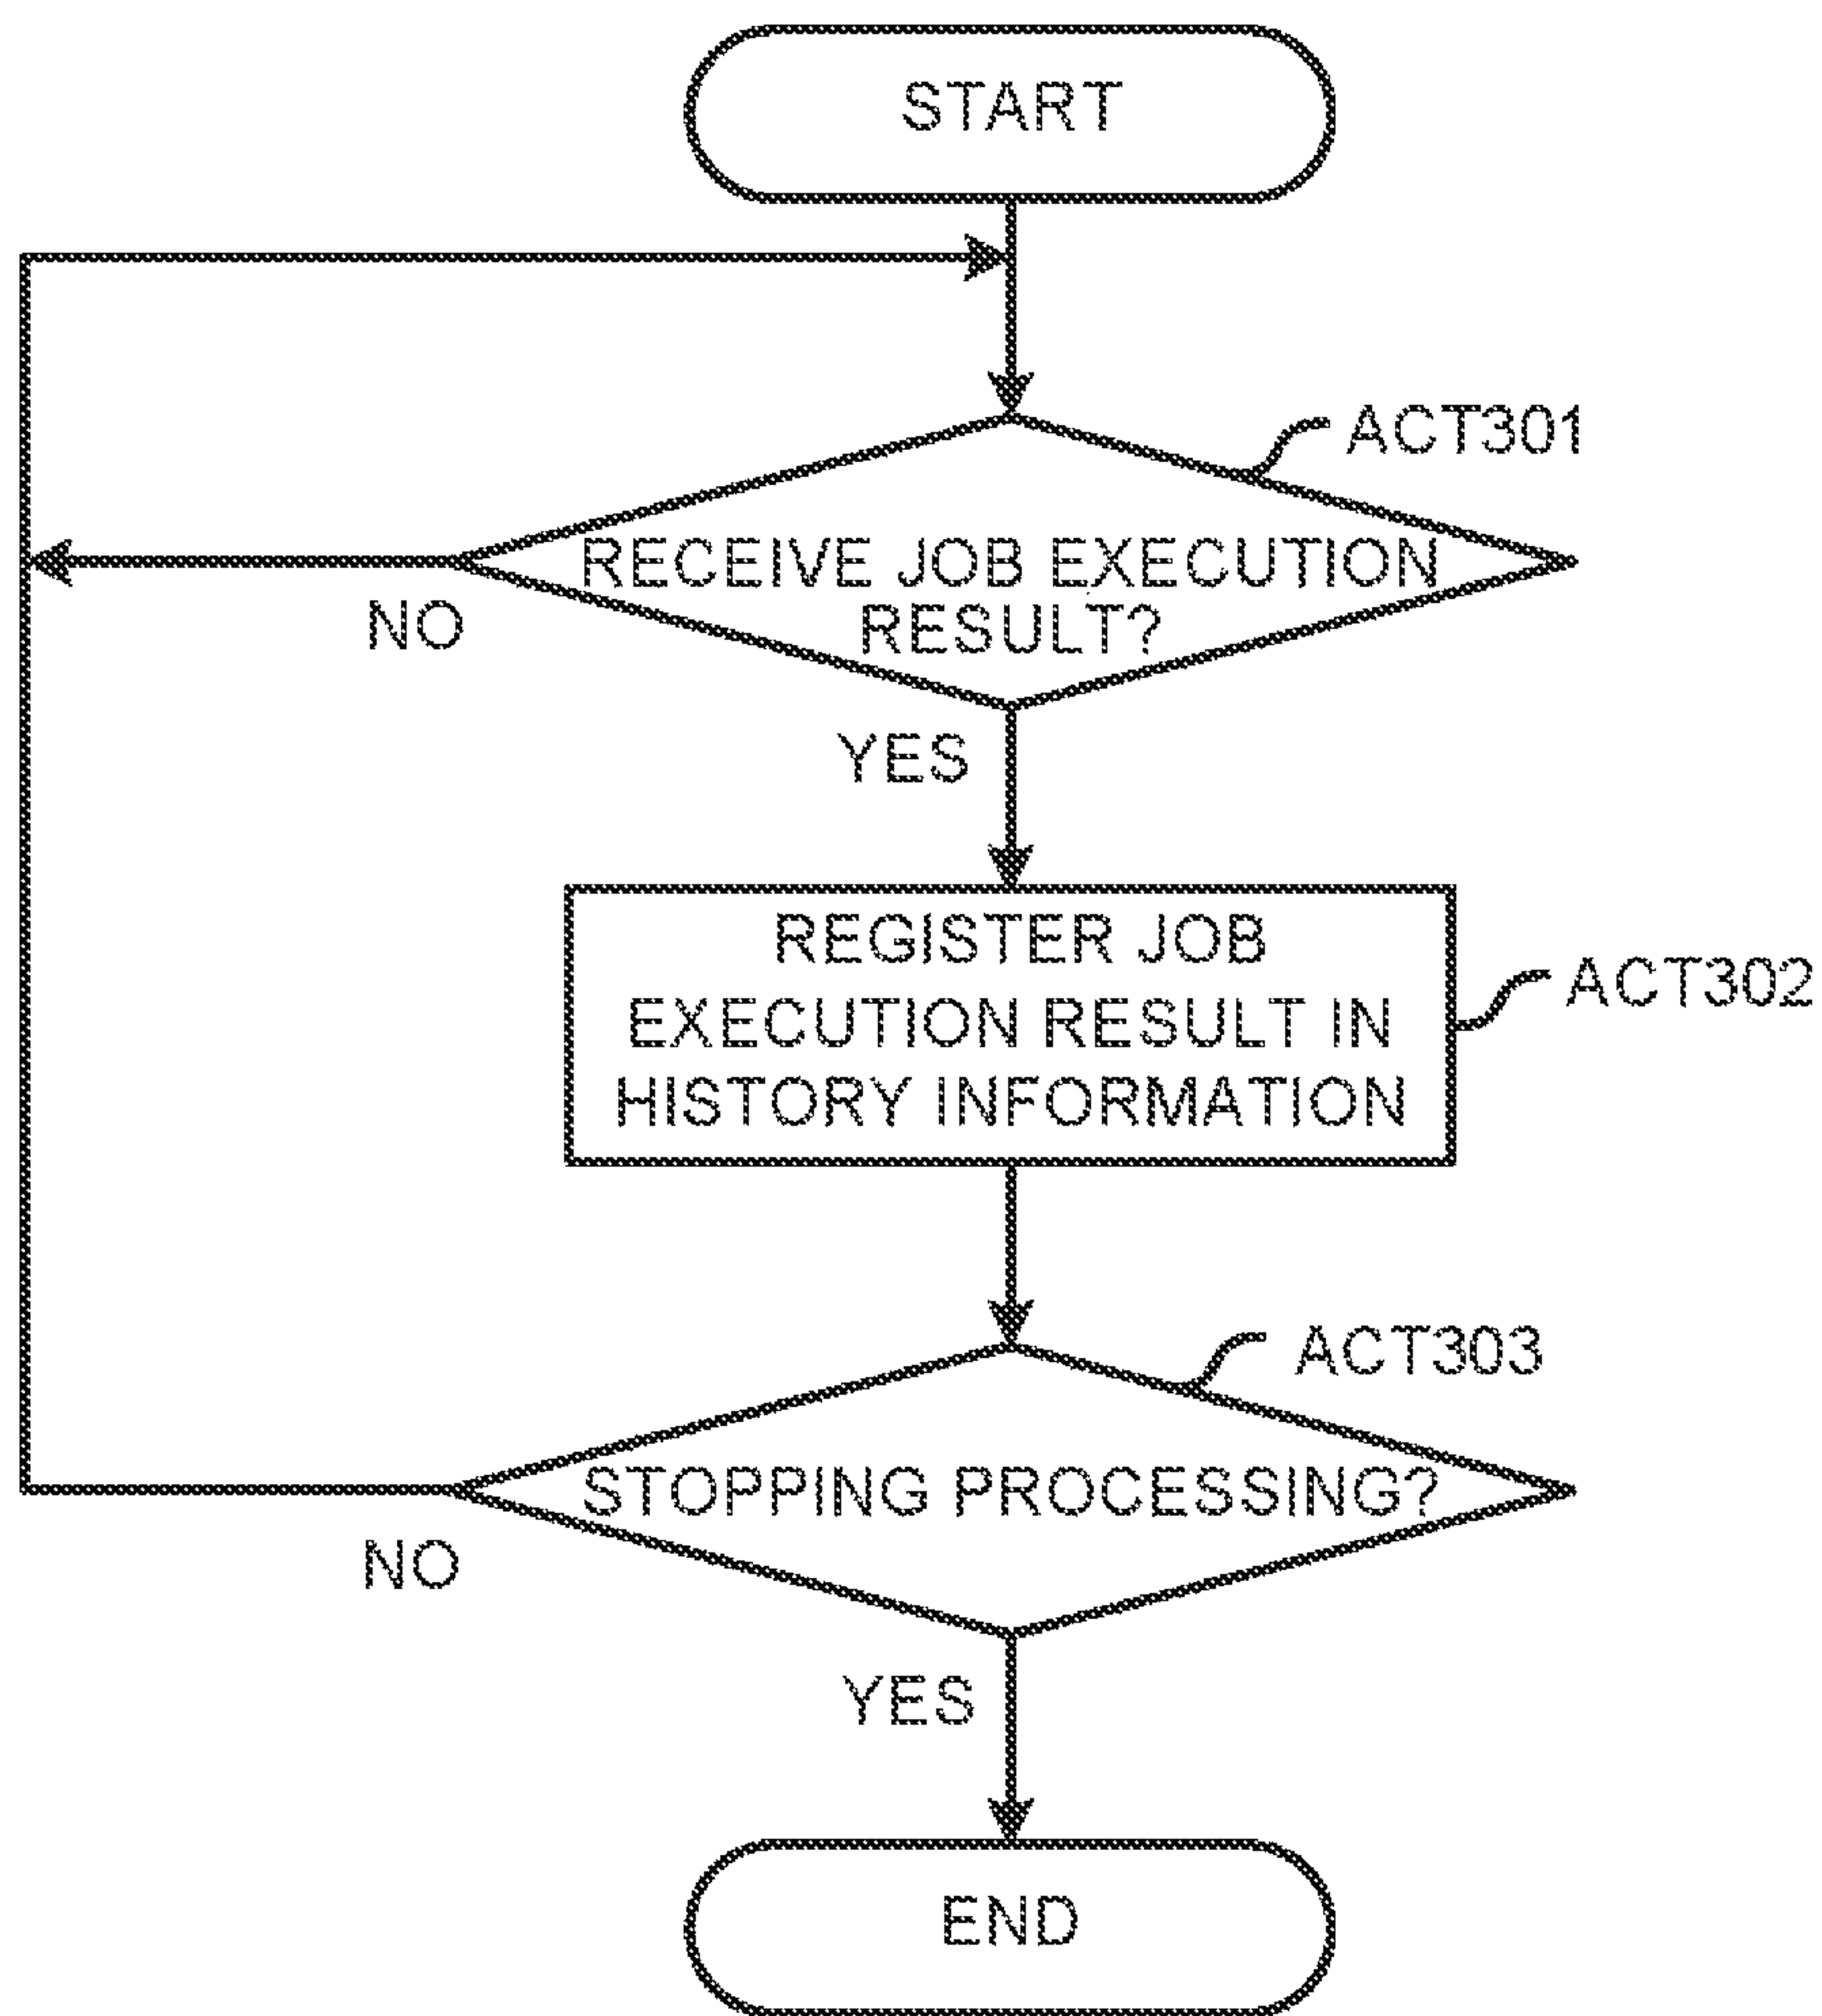 START
ACT301
RECEIVE JOB EXECUTION
RESULT?
NO
YES
REGISTER JOB
EXECUTION RESULT IN
HISTORY INFORMATION
ACT302
ACT303
STOPPING PROCESSING?
NO
YES
END